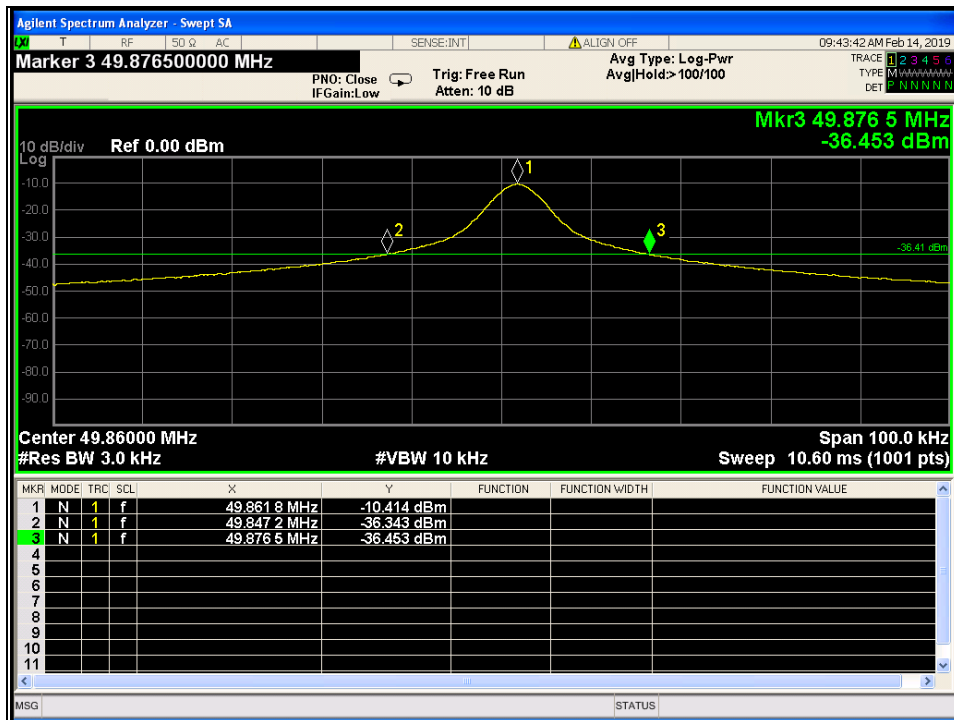 Agilent Spectrum Analyzer - Swept SA
LXI T RF 50 Ω AC SENSE:INT ALIGN OFF 09:43:42 AM Feb 14, 2019
Marker 3 49.876500000 MHz
PNO: Close
IFGain:Low
Trig: Free Run
Atten: 10 dB
Avg Type: Log-Pwr
Avg|Hold:>100/100
TRACE 1 2 3 4 5 6
TYPE M W W W W W
DET P N N N N N
Mkr3 49.876 5 MHz
-36.453 dBm
10 dB/div Ref 0.00 dBm
Log
-10.0
-20.0
-30.0
-40.0
-50.0
-60.0
-70.0
-80.0
-90.0
1
2
3
-36.41 dBm
Center 49.86000 MHz Span 100.0 kHz
#Res BW 3.0 kHz #VBW 10 kHz Sweep 10.60 ms (1001 pts)
MKR MODE TRC SCL X Y FUNCTION FUNCTION WIDTH FUNCTION VALUE
1 N 1 f 49.861 8 MHz -10.414 dBm
2 N 1 f 49.847 2 MHz -36.343 dBm
3 N 1 f 49.876 5 MHz -36.453 dBm
4
5
6
7
8
9
10
11
MSG STATUS